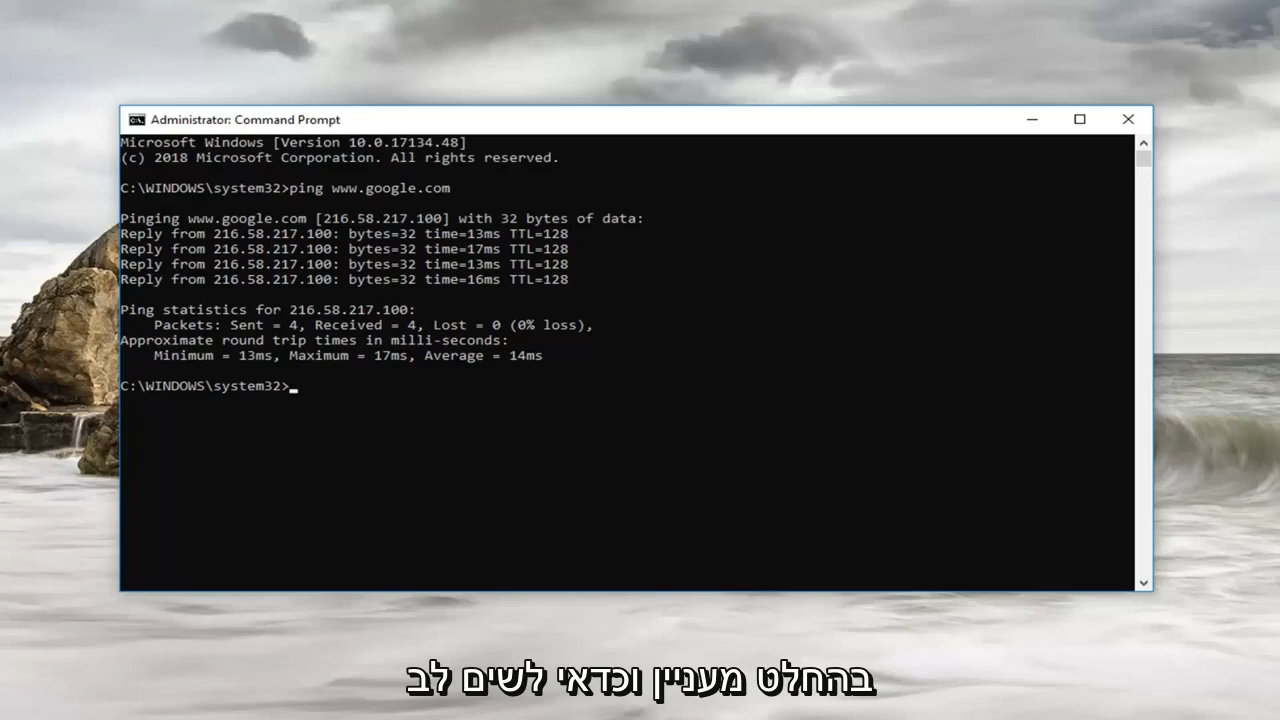 Administrator: Command Prompt
Microsoft Windows [Version 10.0.17134.48]
(c) 2018 Microsoft Corporation. All rights reserved.
C:\WINDOWS\system32>ping www.google.com
Pinging www.google.com [216.58.217.100] with 32 bytes of data:
Reply from 216.58.217.100: bytes=32 time=13ms TTL=128
Reply from 216.58.217.100: bytes=32 time=17ms TTL=128
Reply from 216.58.217.100: bytes=32 time=13ms TTL=128
Reply from 216.58.217.100: bytes=32 time=16ms TTL=128
Ping statistics for 216.58.217.100:
Packets: Sent = 4, Received = 4, Lost = 0 (0% loss),
Approximate round trip times in milli-seconds:
Minimum = 13ms, Maximum = 17ms, Average = 14ms
C:\WINDOWS\system32>
בהחלט מעניין וכדאי לשים לב